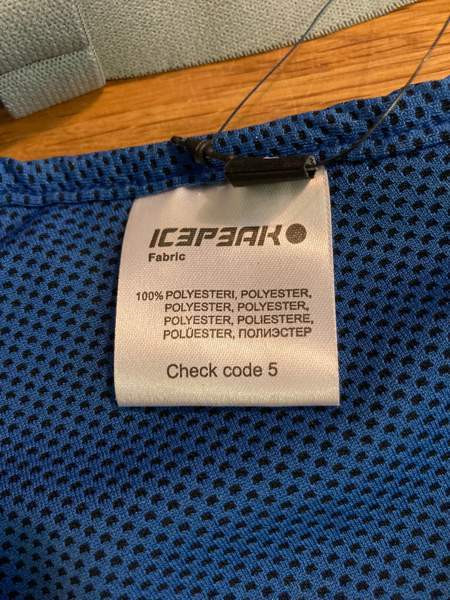 ICEPEAK
Fabric
100% POLYESTERI, POLYESTER,
POLYESTER, POLYESTER,
POLYESTER, POLIESTERE,
POLÜESTER, ПОЛИЭСТЕР
Check code 5